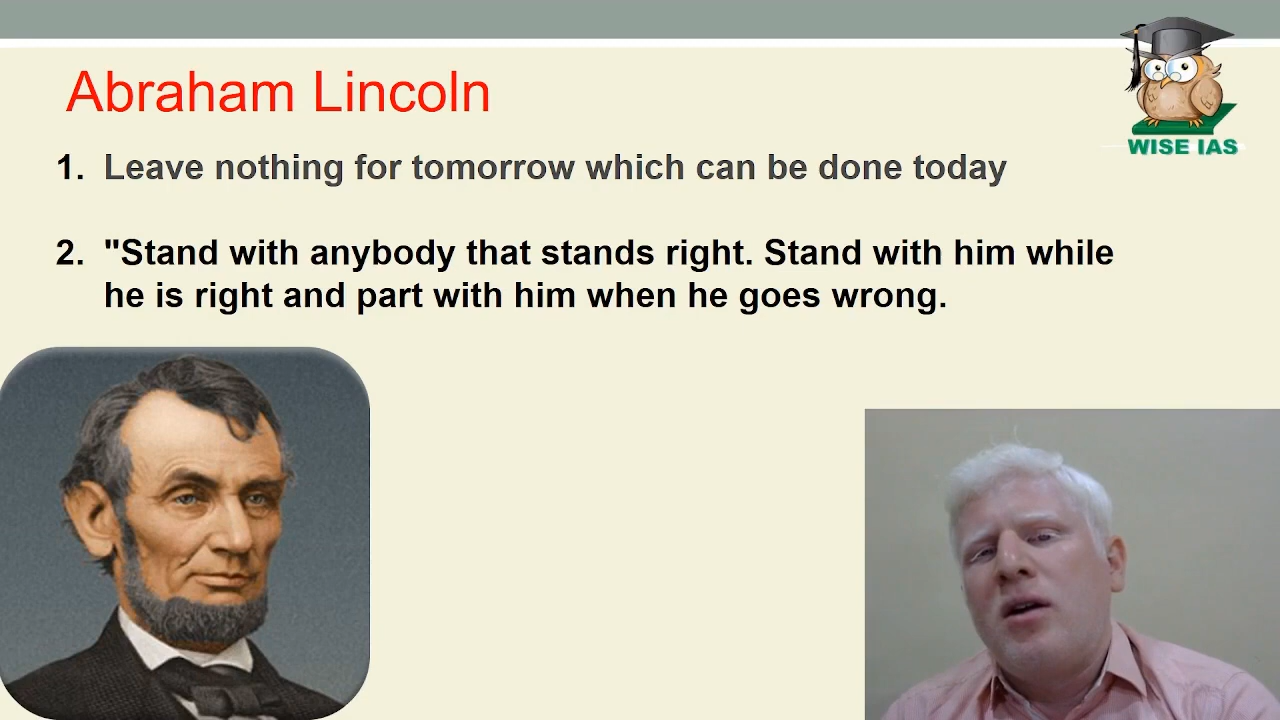 Abraham Lincoln
WISE IAS
1. Leave nothing for tomorrow which can be done today
2. "Stand with anybody that stands right. Stand with him while
he is right and part with him when he goes wrong.